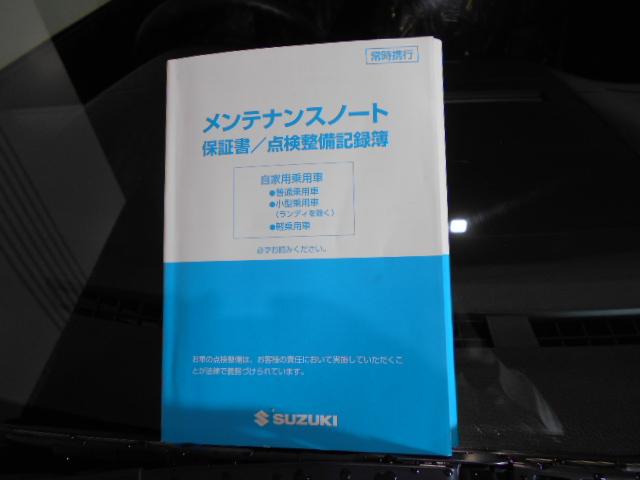 常時携行
メンテナンスノート
保証書／点検整備記録簿
自家用乗用車
●普通乗用車
●小型乗用車
（ランディを除く）
●軽乗用車
必ずお読みください。
お車の点検整備は、お客様の責任において実施していただくこ
とが法律で義務づけられています。
SUZUKI